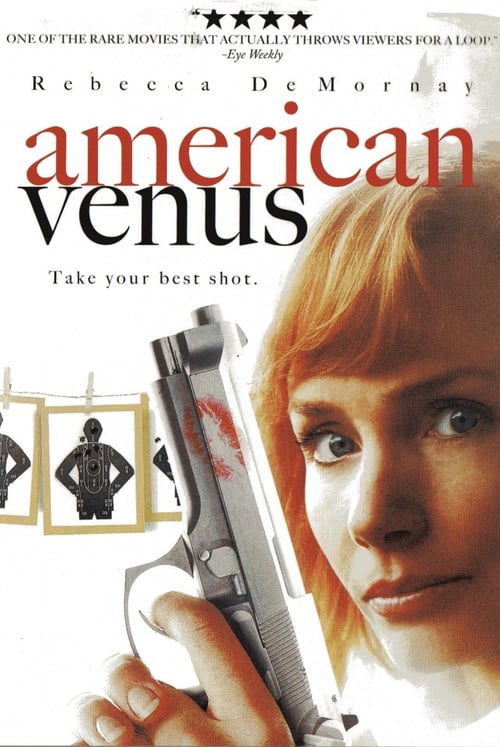 "★★★★
ONE OF THE RARE MOVIES THAT ACTUALLY THROWS VIEWERS FOR A LOOP."
-Eye Weekly
Rebecca DeMornay
american
venus
Take your best shot.